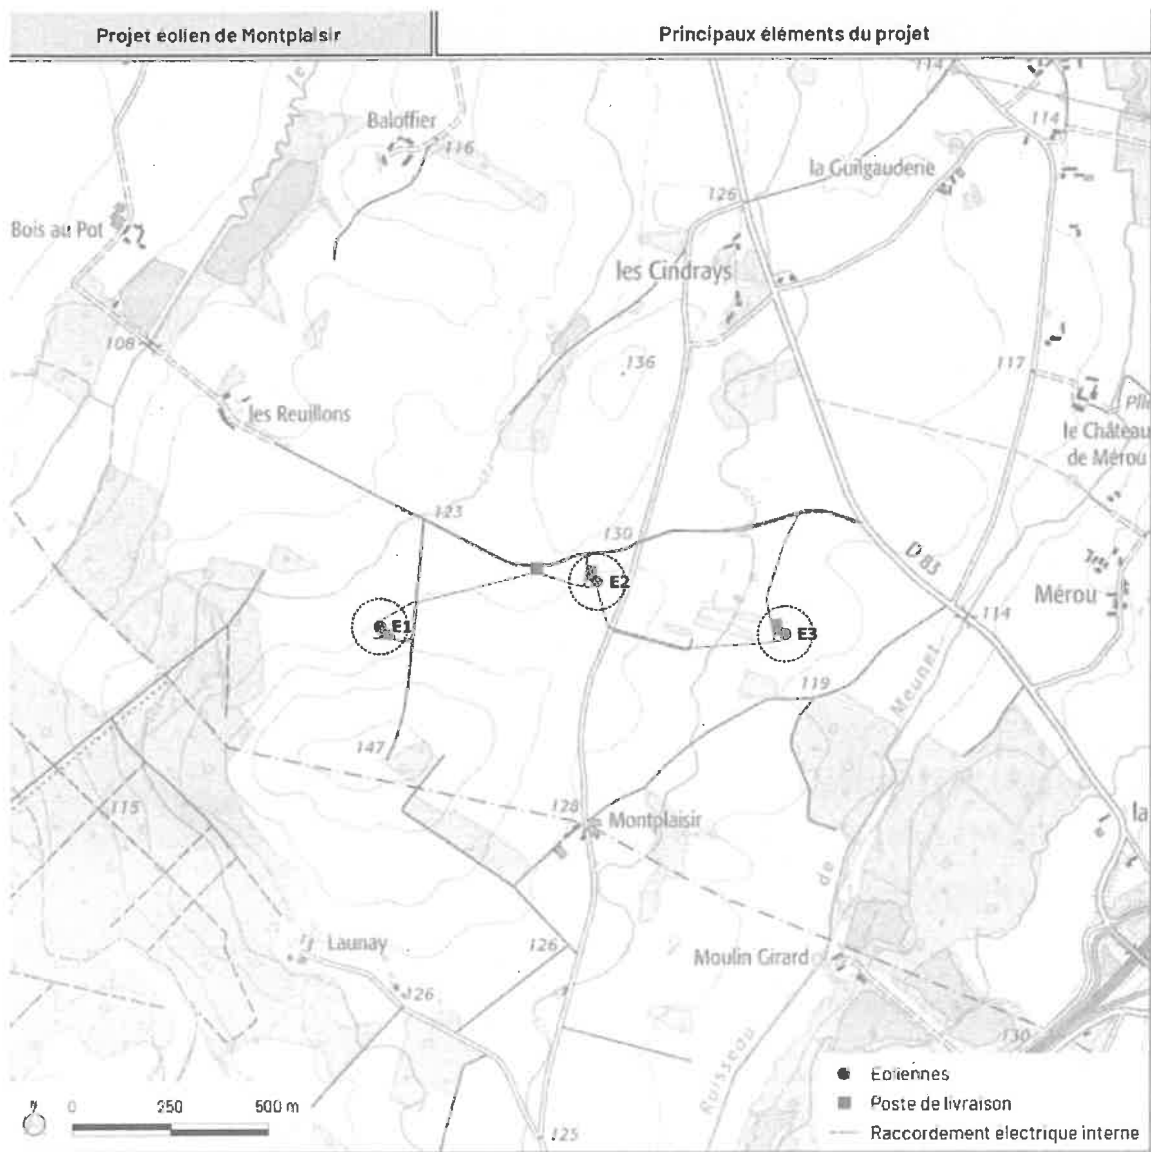 Projet éolien de Montplaisir
Principaux éléments du projet
le
114
Baloffier
116
114
la Guilgauderie
126
Bois au Pot
les Cindrays
108
136
117
les Reuillons
le Château
de Mérou
123
130
D 83
E2
Mérou
E1
E3
114
Meunet
119
147
115
128
Montplaisir
la
de
Launay
126
Moulin Girard
126
130
Ruisseau
125
N
0 250 500 m
Eoliennes
Poste de livraison
Raccordement électrique interne